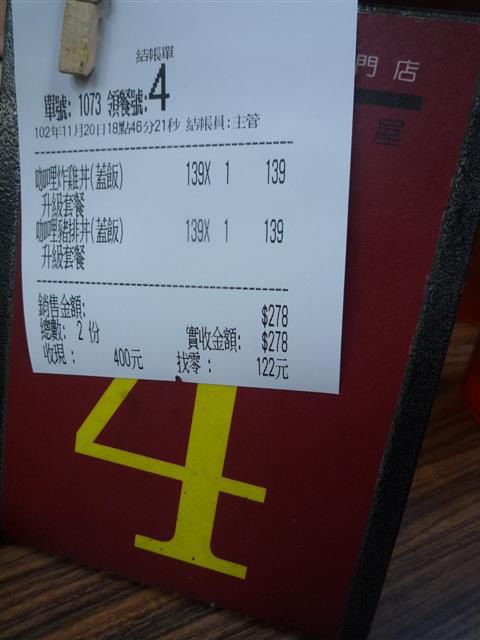 結帳單
單號: 1073 領餐號:4
102年11月20日18點46分21秒 結帳員:主管
咖哩炸雞丼(蓋飯) 139X 1 139
升級套餐
咖哩豬排丼(蓋飯) 139X 1 139
升級套餐
銷售金額: $278
總數: 2 份 實收金額: $278
收現: 400元 找零: 122元
門店
屋
4